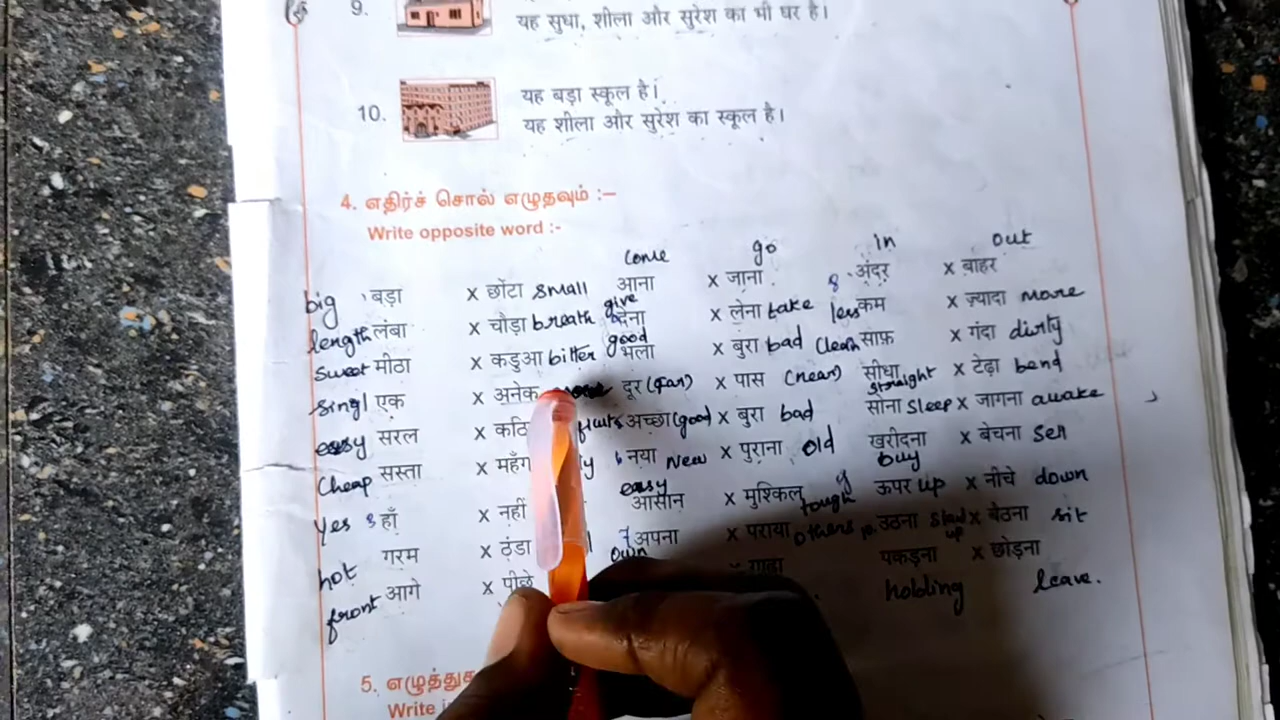 9. यह सुधा, शीला और सुरेश का भी घर है।
10. यह बड़ा स्कूल है।
यह शीला और सुरेश का स्कूल है।
4. எதிர்ச் சொல் எழுதவும் :–
Write opposite word :-
come go in out
big बड़ा x छोटा small आना x जाना 8 अंदर x बाहर
length लंबा x चौड़ा breath give देना x लेना take less कम x ज़्यादा more
sweet मीठा x कडुआ bitter good भला x बुरा bad clean साफ़ x गंदा dirty
singl एक x अनेक दूर (far) x पास (near) सीधा straight x टेढ़ा bend
easy सरल x अच्छा (good x बुरा bad सोना sleep x जागना awake
cheap सस्ता x नया New x पुराना old खरीदना buy x बेचना sell
yes हाँ x नहीं easy आसान x मुश्किल tough ऊपर up x नीचे down
hot गरम x ठंडा 7 अपना own x पराया others उठना stand up x बैठना sit
front आगे x पीछे पकड़ना x छोड़ना
holding leave.
5.
Write